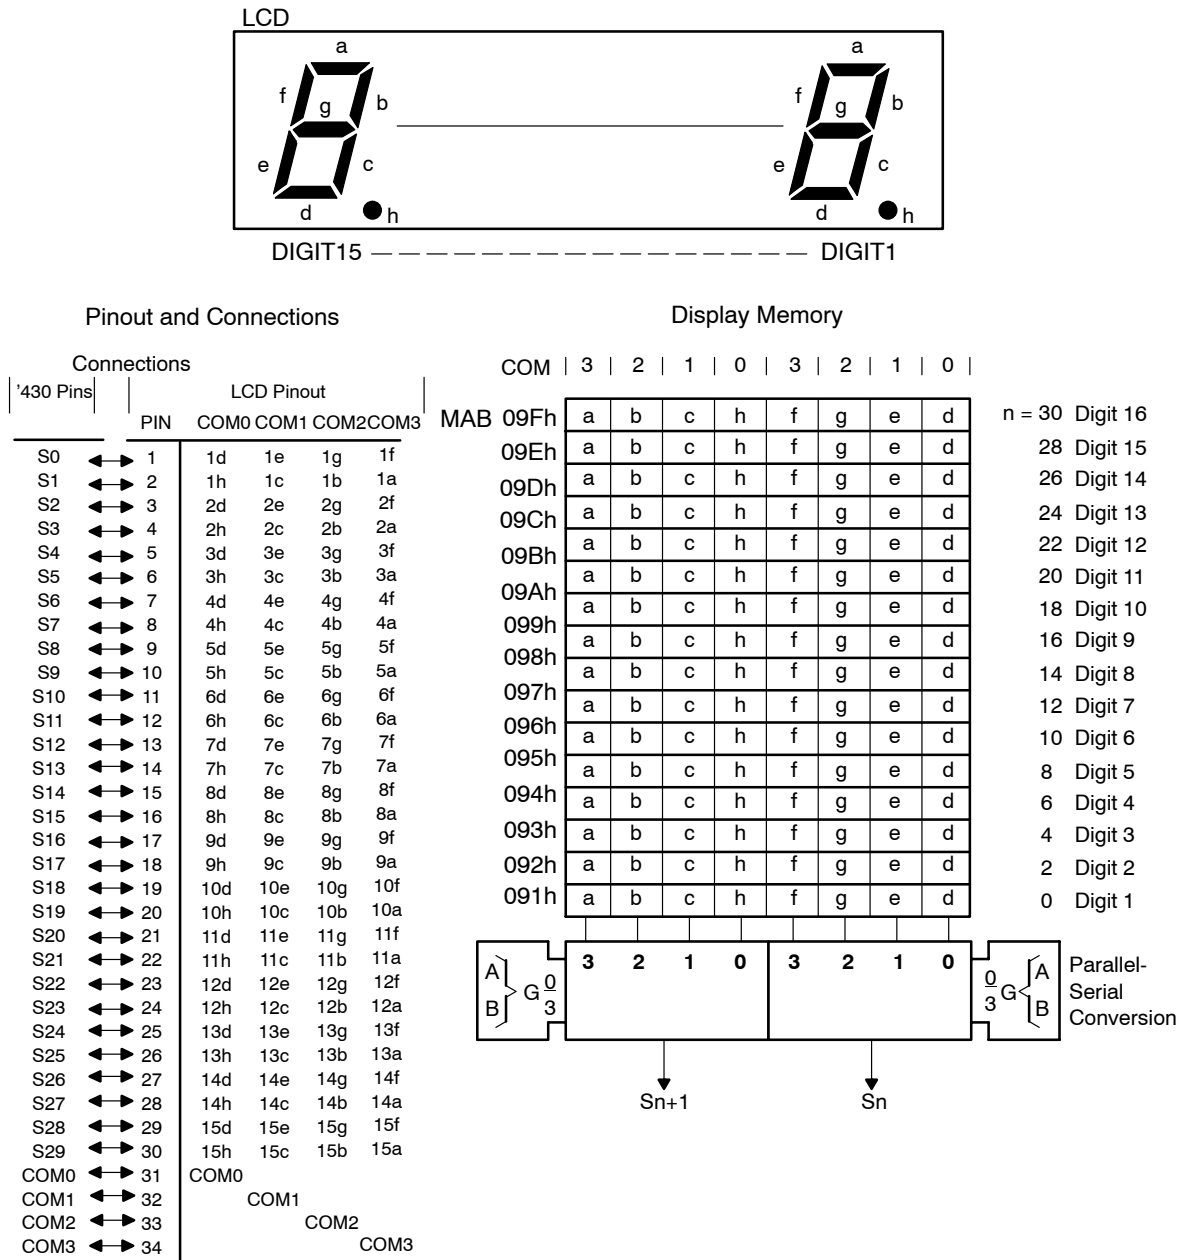 LCD
a a
f g b f g b
e c e c
d h d h
DIGIT15 DIGIT1
Pinout and Connections
Connections
'430 Pins LCD Pinout
PIN COM0 COM1 COM2 COM3
S0 1 1d 1e 1g 1f
S1 2 1h 1c 1b 1a
S2 3 2d 2e 2g 2f
S3 4 2h 2c 2b 2a
S4 5 3d 3e 3g 3f
S5 6 3h 3c 3b 3a
S6 7 4d 4e 4g 4f
S7 8 4h 4c 4b 4a
S8 9 5d 5e 5g 5f
S9 10 5h 5c 5b 5a
S10 11 6d 6e 6g 6f
S11 12 6h 6c 6b 6a
S12 13 7d 7e 7g 7f
S13 14 7h 7c 7b 7a
S14 15 8d 8e 8g 8f
S15 16 8h 8c 8b 8a
S16 17 9d 9e 9g 9f
S17 18 9h 9c 9b 9a
S18 19 10d 10e 10g 10f
S19 20 10h 10c 10b 10a
S20 21 11d 11e 11g 11f
S21 22 11h 11c 11b 11a
S22 23 12d 12e 12g 12f
S23 24 12h 12c 12b 12a
S24 25 13d 13e 13g 13f
S25 26 13h 13c 13b 13a
S26 27 14d 14e 14g 14f
S27 28 14h 14c 14b 14a
S28 29 15d 15e 15g 15f
S29 30 15h 15c 15b 15a
COM0 31 COM0
COM1 32 COM1
COM2 33 COM2
COM3 34 COM3
Display Memory
COM 3 2 1 0 3 2 1 0
MAB 09Fh a b c h f g e d n = 30 Digit 16
09Eh a b c h f g e d 28 Digit 15
09Dh a b c h f g e d 26 Digit 14
09Ch a b c h f g e d 24 Digit 13
09Bh a b c h f g e d 22 Digit 12
09Ah a b c h f g e d 20 Digit 11
099h a b c h f g e d 18 Digit 10
098h a b c h f g e d 16 Digit 9
097h a b c h f g e d 14 Digit 8
096h a b c h f g e d 12 Digit 7
095h a b c h f g e d 10 Digit 6
094h a b c h f g e d 8 Digit 5
093h a b c h f g e d 6 Digit 4
092h a b c h f g e d 4 Digit 3
091h a b c h f g e d 2 Digit 2
a b c h f g e d 0 Digit 1
A B G 0 3 3 2 1 0 3 2 1 0 0 3 G A B
Parallel-
Serial
Conversion
Sn+1 Sn